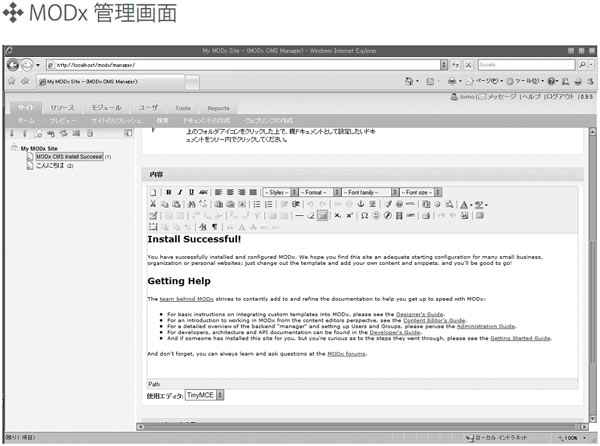 MODx 管理画面
My MODx Site - (MODx CMS Manager) - Windows Internet Explorer
http://localhost/modx/manager/
Google
My MODx Site - (MODx CMS Manager)
ページ(P) ツール(O)
tomo | メッセージ | ヘルプ | ログアウト | 0.9.5
サイト リソース モジュール ユーザ Tools Reports
ホーム プレビュー サイトのリフレッシュ 検索 ドキュメントの作成 ウェブリンクの作成
My MODx Site
MODx CMS Install Success! (1)
こんにちは (2)
上のフォルダアイコンをクリックした上で、親ドキュメントとして設定したいドキ
ュメントをツリー内でクリックしてください。
内容
B I U ABC -- Styles -- -- Format -- -- Font family -- -- Font size --
Install Successful!
You have successfully installed and configured MODx. We hope you find this site an adequate starting configuration for many small business,
organization or personal websites; just change out the template and add your own content and snippets, and you'll be good to go!
Getting Help
The team behind MODx strives to contantly add to and refine the documentation to help you get up to speed with MODx:
For basic instructions on integrating custom templates into MODx, please see the Designer's Guide.
For an introduction to working in MODx from the content editors perspective, see the Content Editor's Guide.
For a detailed overview of the backend "manager" and setting up Users and Groups, please peruse the Administration Guide.
For developers, architecture and API documentation can be found in the Developer's Guide.
And if someone has installed this site for you, but you're curious as to the steps they went through, please see the Getting Started Guide.
And don't forget, you can always learn and ask questions at the MODx forums.
Path:
使用エディタ: TinyMCE
(残り1 項目)
ローカル イントラネット
100%